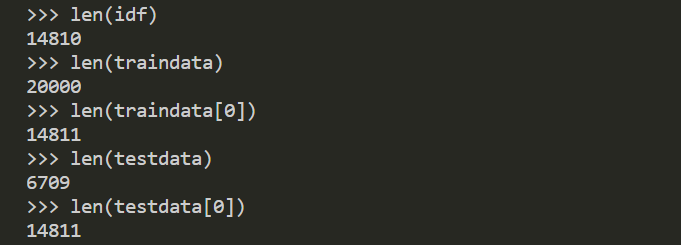 >>> len(idf)
14810
>>> len(traindata)
20000
>>> len(traindata[0])
14811
>>> len(testdata)
6709
>>> len(testdata[0])
14811